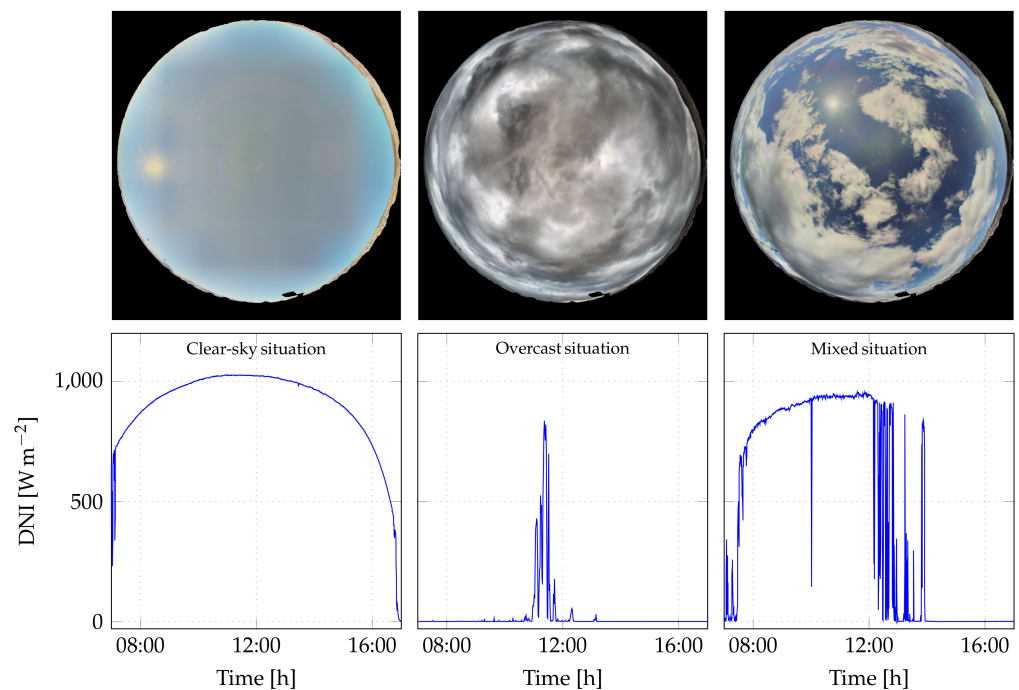 Clear-sky situation
Overcast situation
Mixed situation
1,000
500
0
DNI [W m−2]
08:00 12:00 16:00
08:00 12:00 16:00
08:00 12:00 16:00
Time [h]
Time [h]
Time [h]